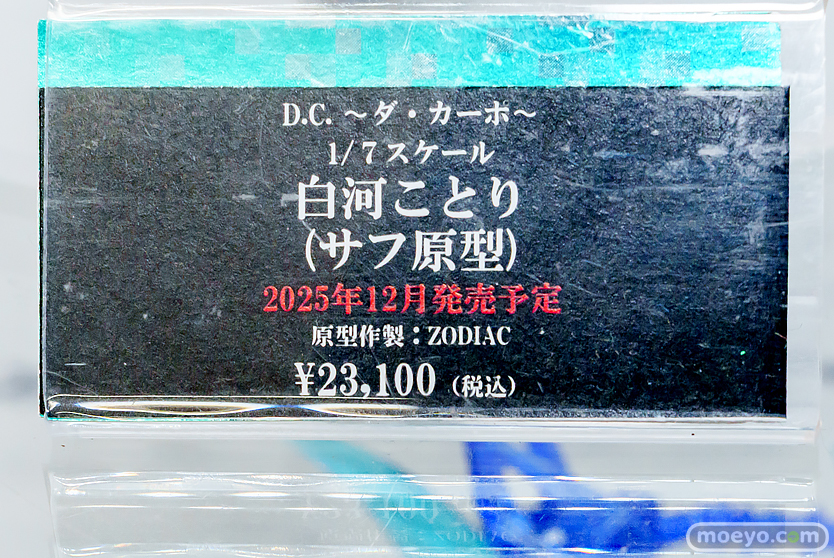 D.C. ～ダ・カーポ～
1/7スケール
白河ことり
(サフ原型)
2025年12月発売予定
原型作製：ZODIAC
¥23,100 (税込)
moeyo.com